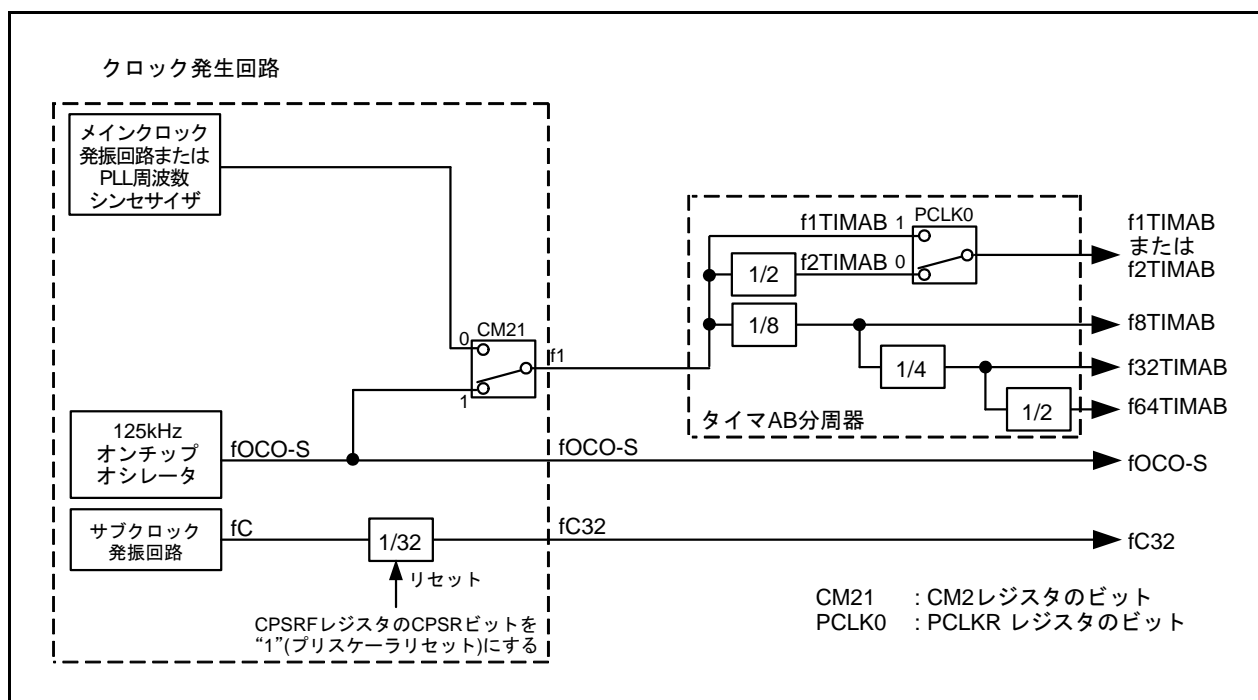 クロック発生回路
メインクロック
発振回路または
PLL周波数
シンセサイザ
0
CM21
1
f1
125kHz
オンチップ
オシレータ
fOCO-S
fOCO-S
サブクロック
発振回路
fC
1/32
fC32
リセット
CPSRFレジスタのCPSRビットを
“1”(プリスケーラリセット)にする
f1TIMAB
1
PCLK0
1/2
f2TIMAB
0
1/8
1/4
1/2
タイマAB分周器
f1TIMAB
または
f2TIMAB
f8TIMAB
f32TIMAB
f64TIMAB
fOCO-S
fC32
CM21 : CM2レジスタのビット
PCLK0 : PCLKR レジスタのビット